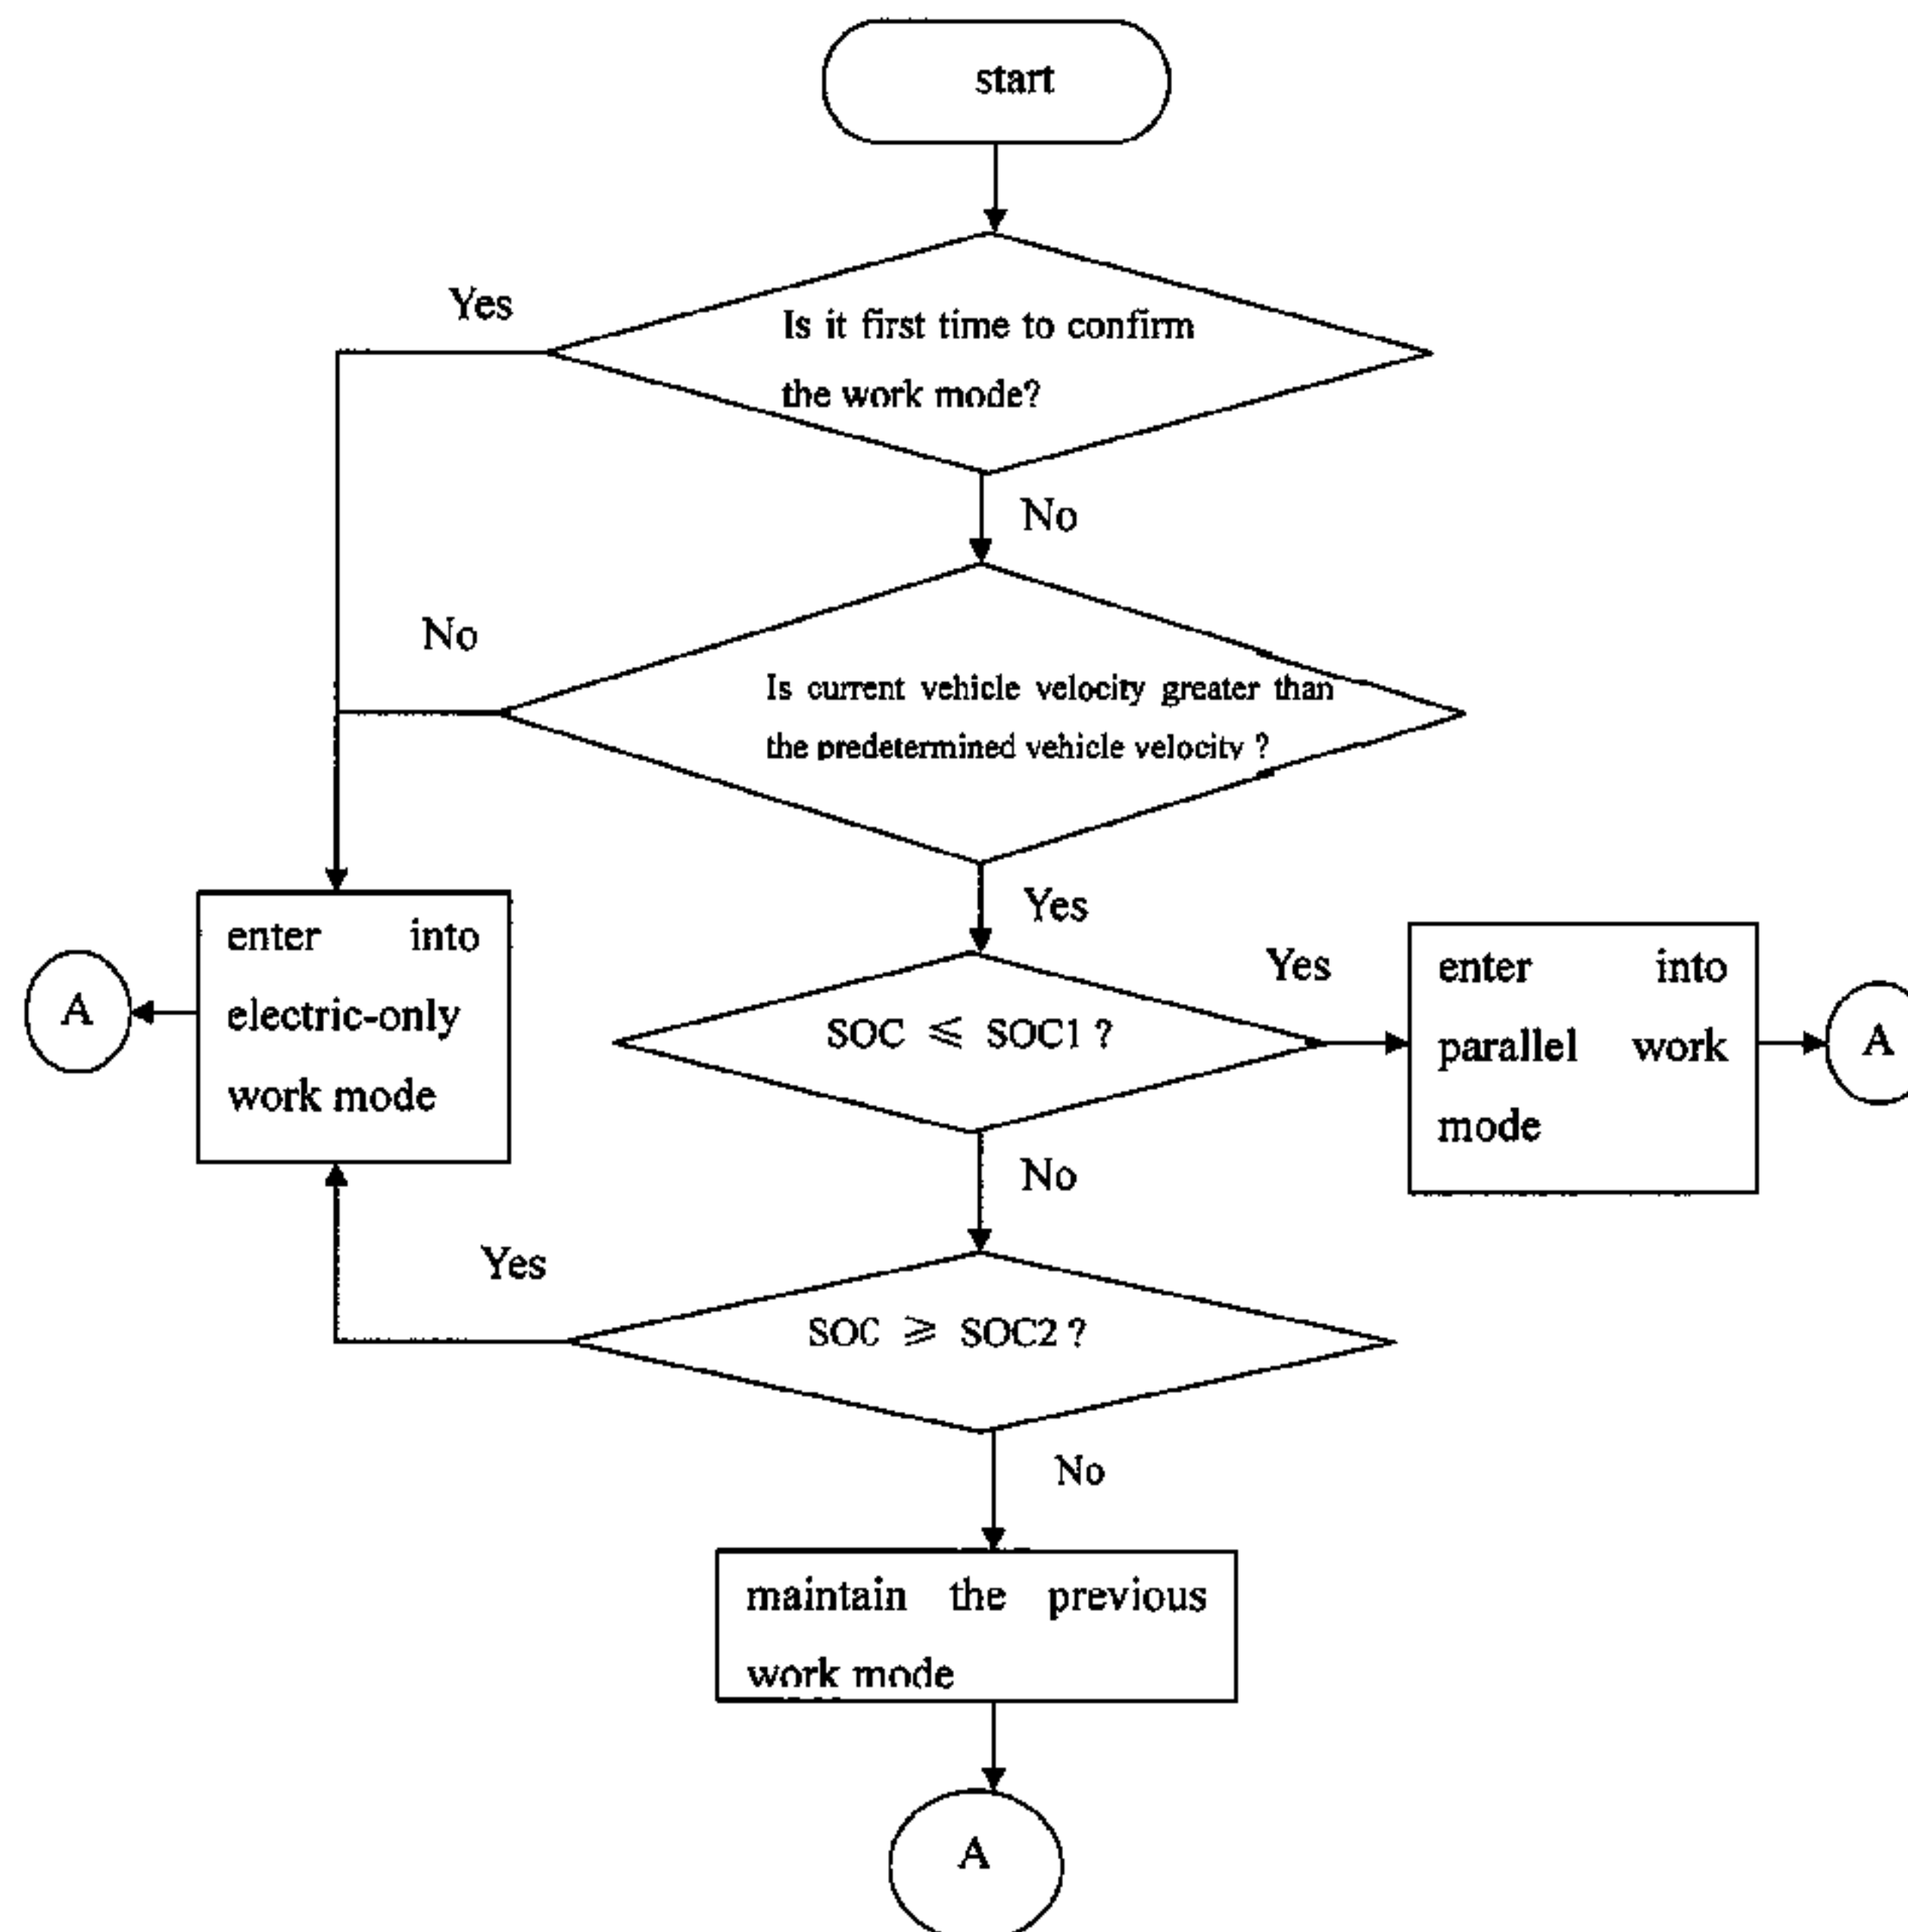 start
Yes
Is it first time to confirm
the work mode?
No
No
Is current vehicle velocity greater than
the predetermined vehicle velocity ?
Yes
enter into
electric-only
work mode
A
SOC ⩽ SOC1 ?
Yes
enter into
parallel work
mode
A
No
Yes
SOC ⩾ SOC2 ?
No
maintain the previous
work mode
A